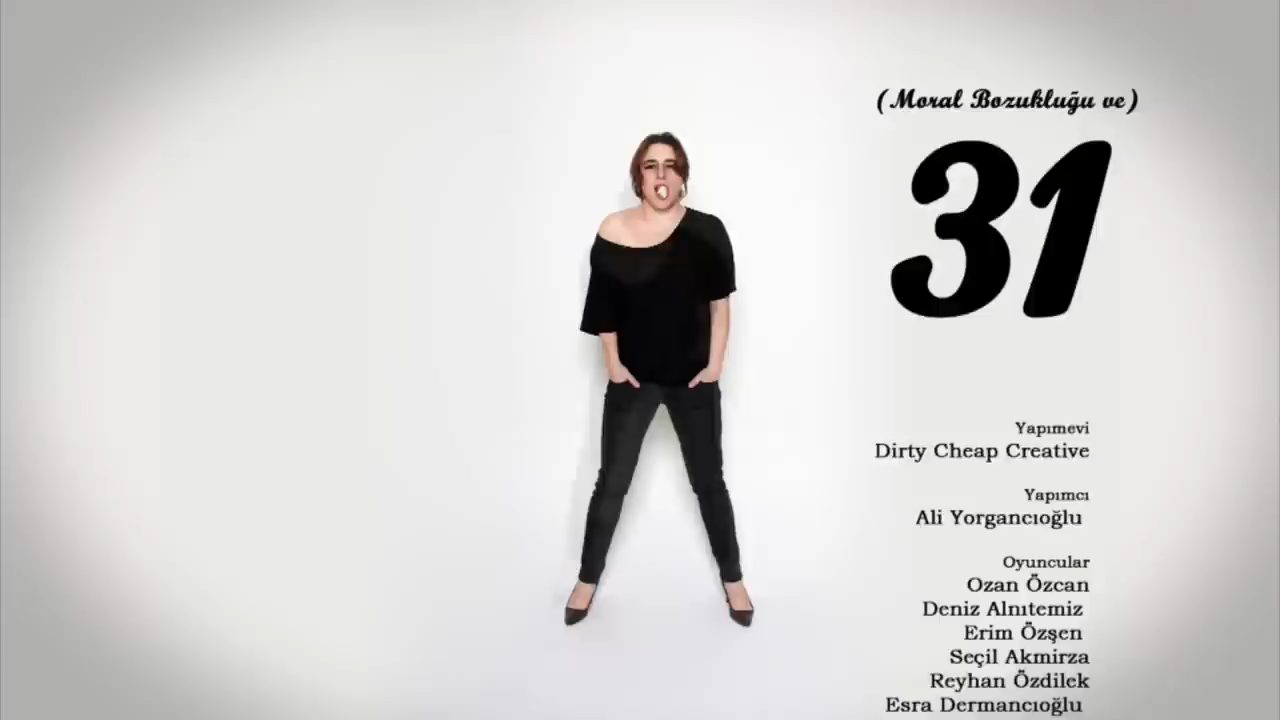 (Moral Bozukluğu ve)
31
Yapımevi
Dirty Cheap Creative
Yapımcı
Ali Yorgancıoğlu
Oyuncular
Ozan Özcan
Deniz Alnıtemiz
Erim Özşen
Seçil Akmirza
Reyhan Özdilek
Esra Dermancıoğlu